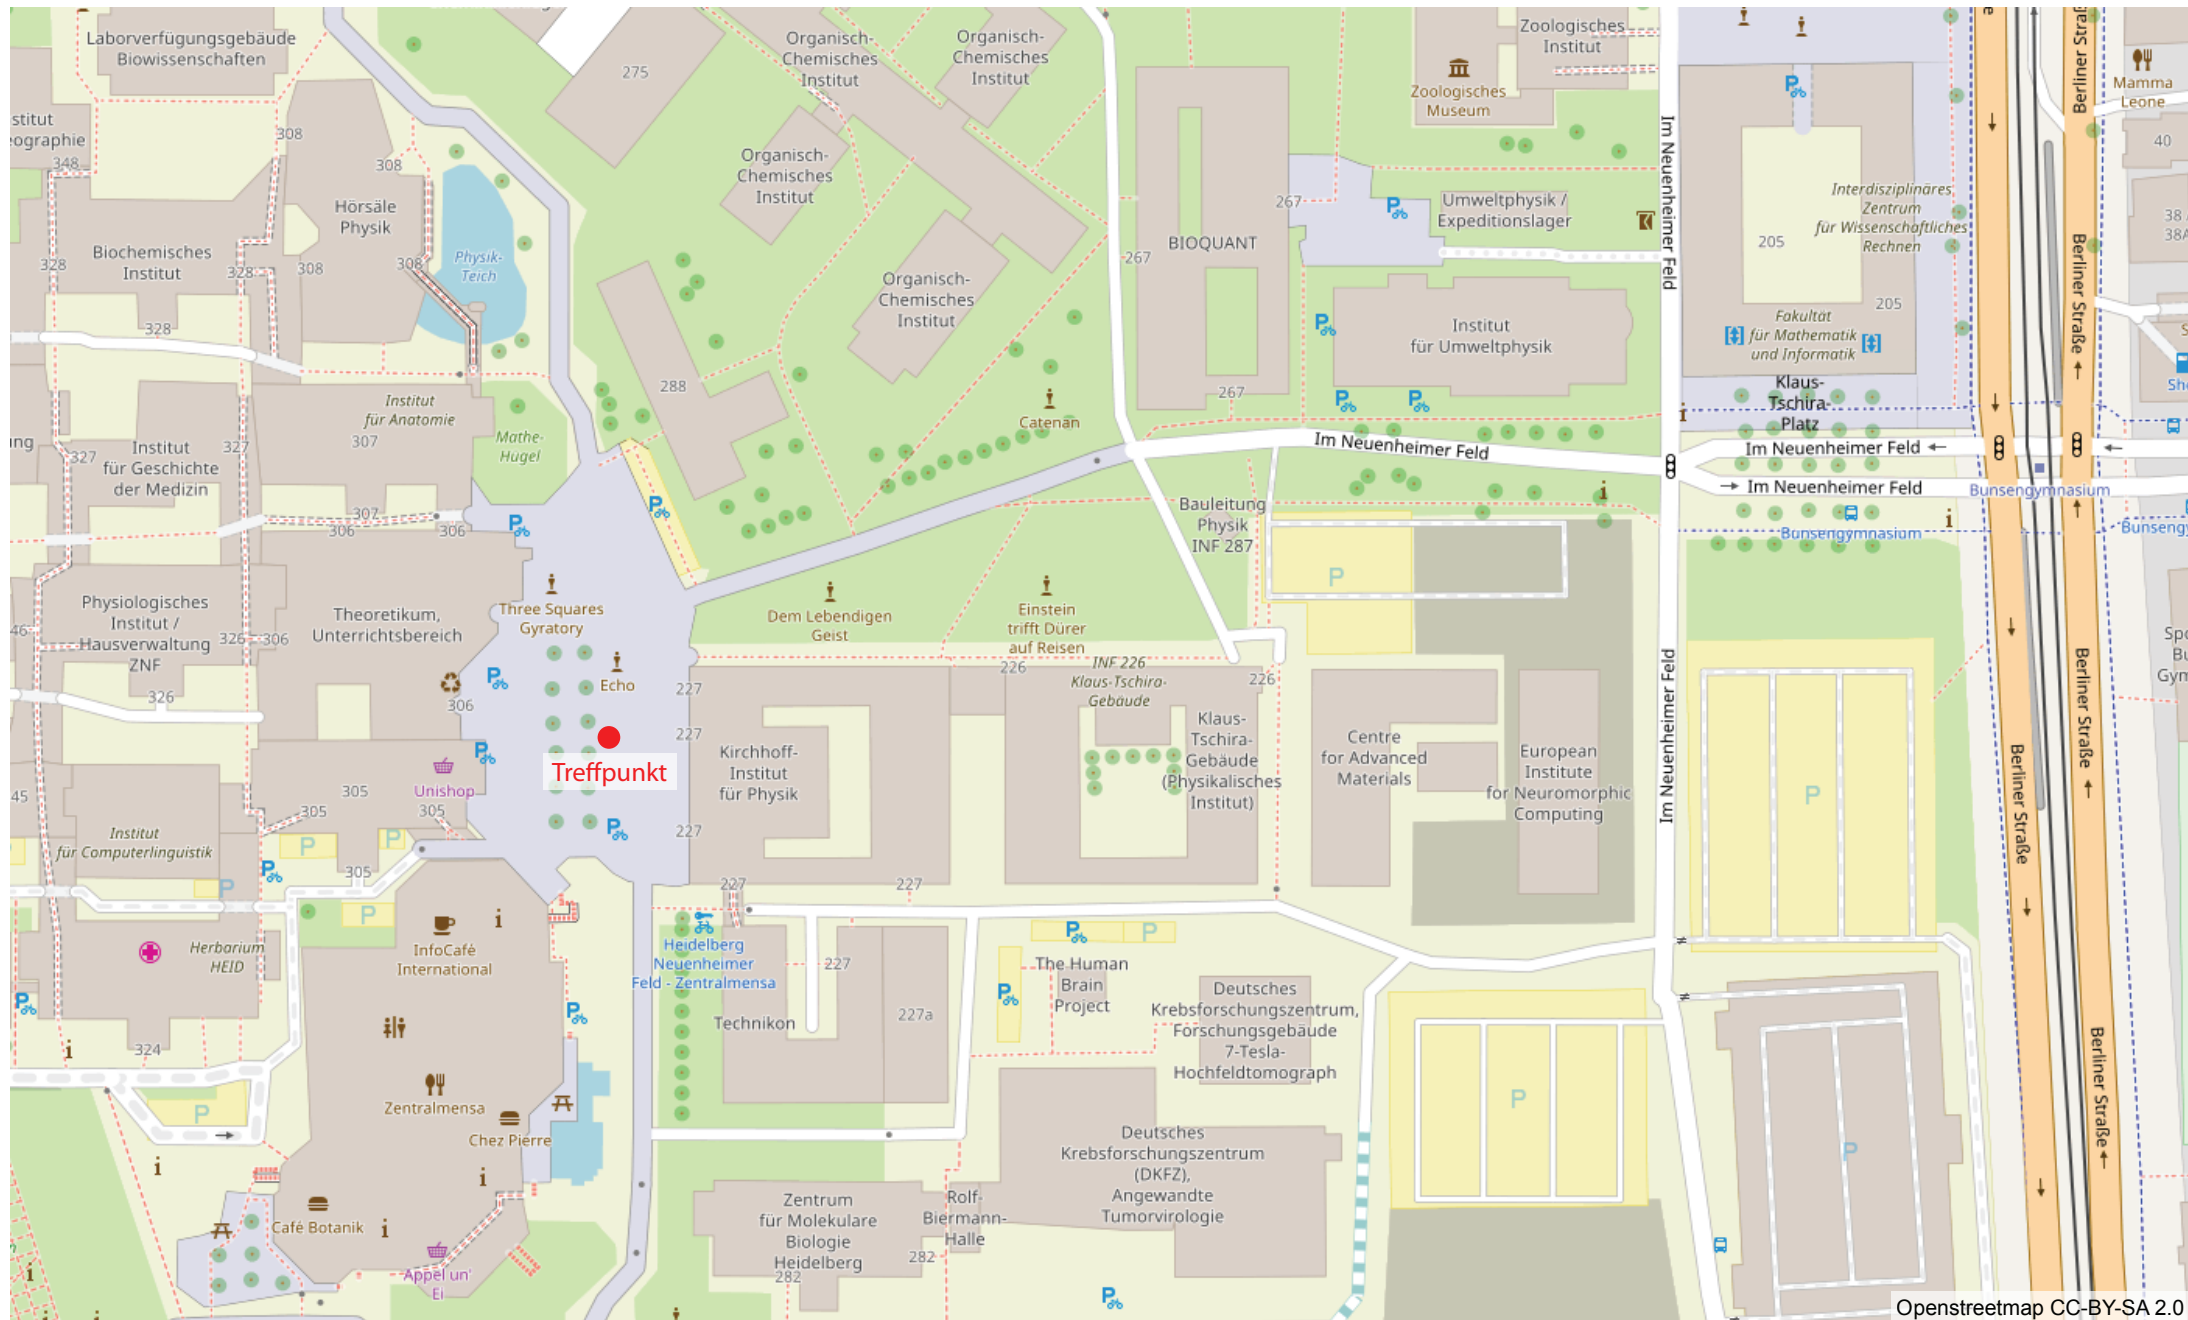 Laborverfügungsgebäude
Biowissenschaften
275
Organisch-
Chemisches
Institut
Organisch-
Chemisches
Institut
Zoologisches
Institut
Zoologisches
Museum
Mamma
Leone
Berliner Straße
40
308
348
308
Hörsäle
Physik
Organisch-
Chemisches
Institut
Im Neuenheimer Feld
Interdisziplinäres
Zentrum
für Wissenschaftliches
Rechnen
205
38
38A
Biochemisches
Institut
328
328
308
308
Physik-
Teich
Organisch-
Chemisches
Institut
267
BIOQUANT
267
Umweltphysik /
Expeditionslager
205
Berliner Straße
328
Institut
für Umweltphysik
Fakultät
für Mathematik
und Informatik
288
267
Klaus-
Tschira-
Platz
Institut
für Anatomie
307
Mathe-
Hügel
Catenan
327
327
Institut
für Geschichte
der Medizin
Im Neuenheimer Feld
Im Neuenheimer Feld
Im Neuenheimer Feld
Bunsengymnasium
Bunsengymnasium
307
306
306
Bauleitung
Physik
INF 287
P
Physiologisches
Institut /
Hausverwaltung
ZNF
326
306
326
Theoretikum,
Unterrichtsbereich
Three Squares
Gyratory
Dem Lebendigen
Geist
Einstein
trifft Dürer
auf Reisen
Echo
306
226
INF 226
Klaus-Tschira-
Gebäude
226
227
227
227
Treffpunkt
Kirchhoff-
Institut
für Physik
Klaus-
Tschira-
Gebäude
(Physikalisches
Institut)
Centre
for Advanced
Materials
European
Institute
for Neuromorphic
Computing
Im Neuenheimer Feld
P
Berliner Straße
Berliner Straße
Unishop
305
305
305
305
Institut
für Computerlinguistik
P
P
P
P
227
227
Herbarium
HEID
InfoCafé
International
Heidelberg
Neuenheimer
Feld - Zentralmensa
227
227a
Technikon
The Human
Brain
Project
P
Deutsches
Krebsforschungszentrum,
Forschungsgebäude
7-Tesla-
Hochfeldtomograph
324
P
Zentralmensa
Chez Pierre
P
P
Berliner Straße
Deutsches
Krebsforschungszentrum
(DKFZ),
Angewandte
Tumorvirologie
Café Botanik
Appel un'
Ei
Zentrum
für Molekulare
Biologie
Heidelberg
282
282
Rolf-
Biermann-
Halle
Openstreetmap CC-BY-SA 2.0